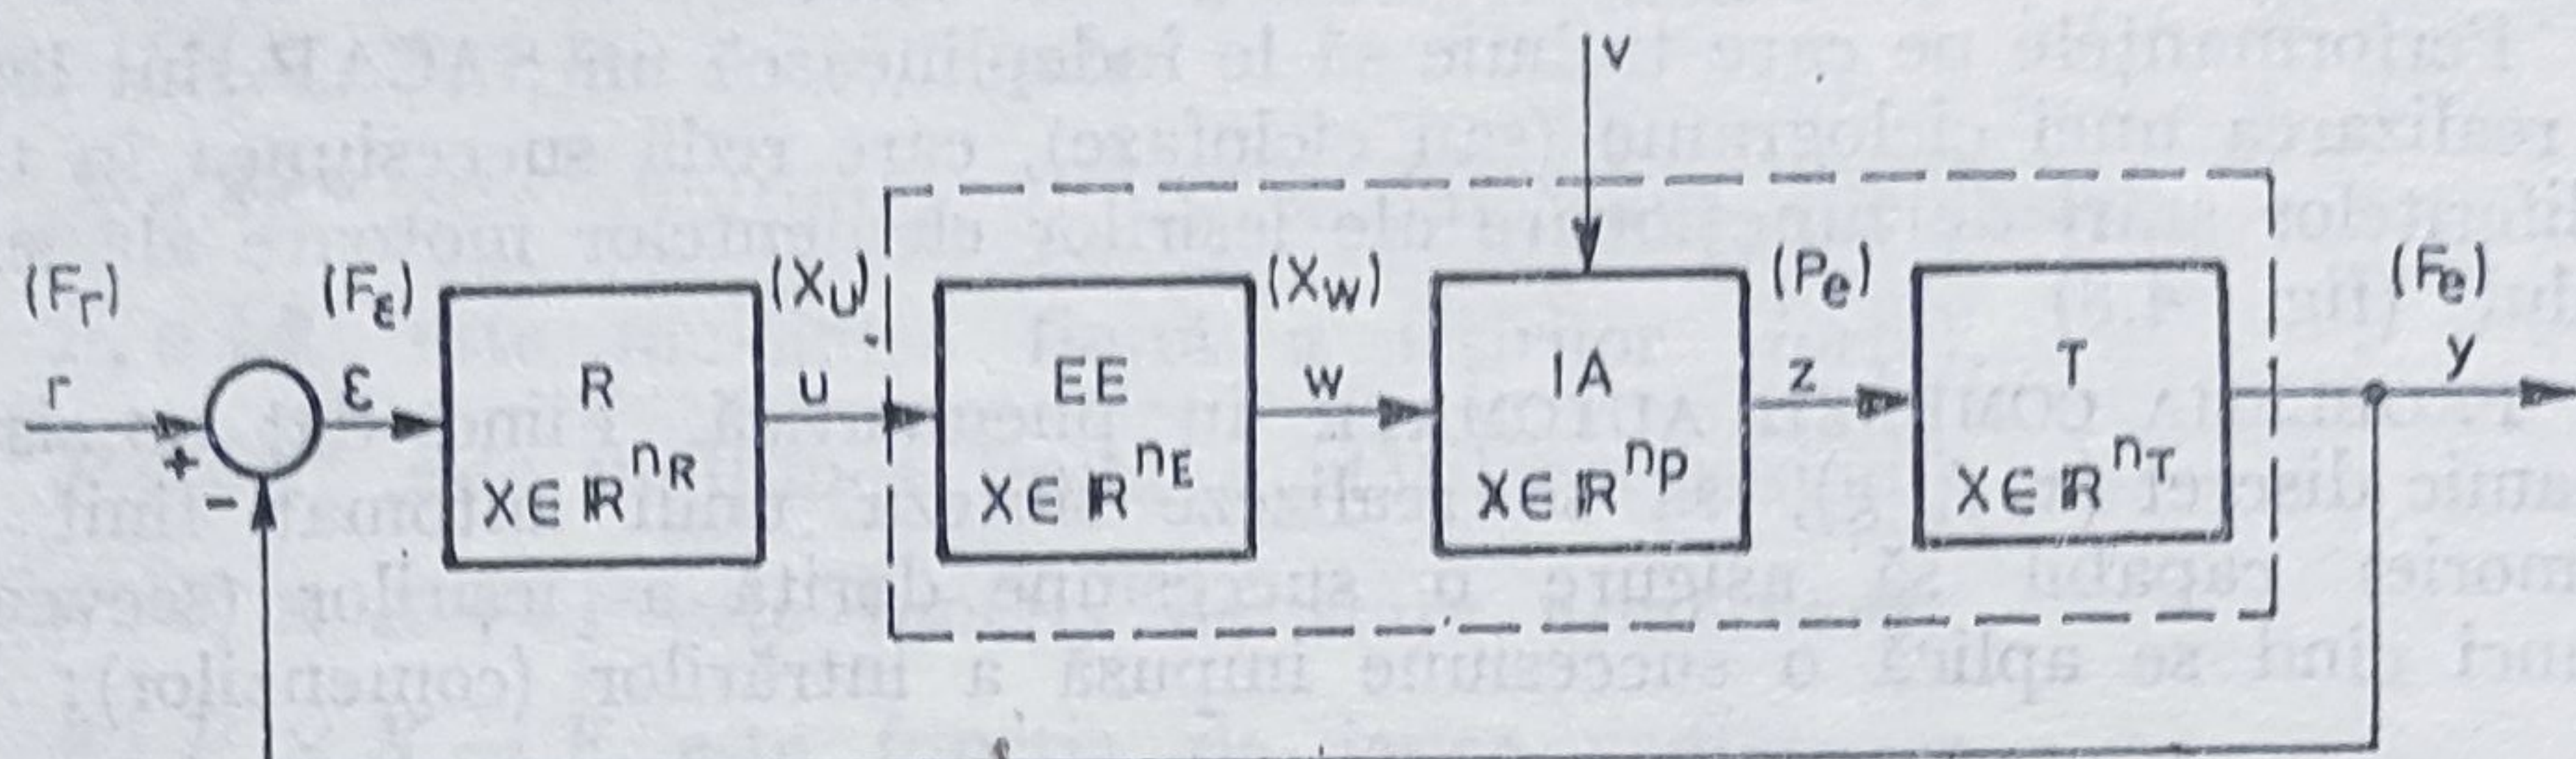 v
(Fr) (Fε) (XU) (XW) (Pe) (Fe)
r ε R u EE w IA z T y
+ X∈ℝ^nR X∈ℝ^nE X∈ℝ^np X∈ℝ^nT
-